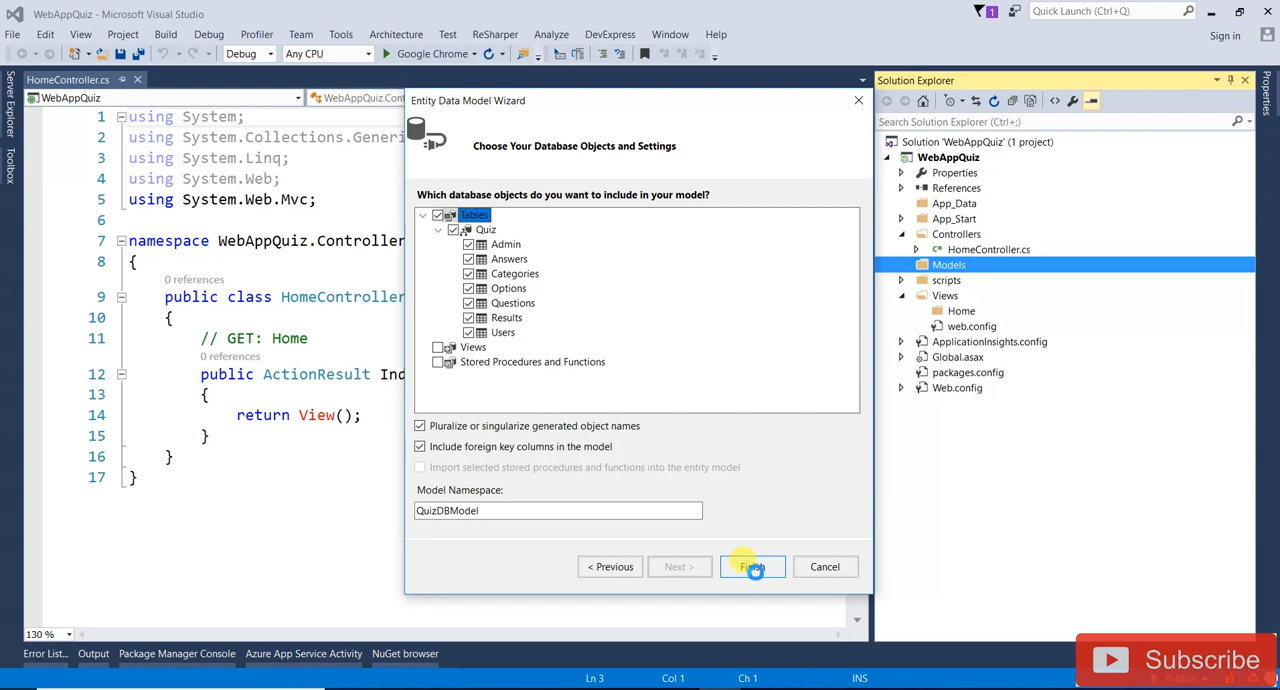 WebAppQuiz - Microsoft Visual Studio
1
Quick Launch (Ctrl+Q)
File Edit View Project Build Debug Team Profiler Tools Architecture Test ReSharper Analyze DevExpress Window Help
Sign in
Debug Any CPU Google Chrome
Server Explorer
Toolbox
HomeController.cs
WebAppQuiz WebAppQuiz.Con
1 using System;
2 using System.Collections.Generi
3 using System.Linq;
4 using System.Web;
5 using System.Web.Mvc;
6
7 namespace WebAppQuiz.Controller
8 {
0 references
9 public class HomeController
10 {
11 // GET: Home
0 references
12 public ActionResult Ind
13 {
14 return View();
15 }
16 }
17 }
130 %
Entity Data Model Wizard
Choose Your Database Objects and Settings
Which database objects do you want to include in your model?
Tables
Quiz
Admin
Answers
Categories
Options
Questions
Results
Users
Views
Stored Procedures and Functions
Pluralize or singularize generated object names
Include foreign key columns in the model
Import selected stored procedures and functions into the entity model
Model Namespace:
QuizDBModel
< Previous Next > Finish Cancel
Solution Explorer
Search Solution Explorer (Ctrl+;)
Solution 'WebAppQuiz' (1 project)
WebAppQuiz
Properties
References
App_Data
App_Start
Controllers
HomeController.cs
Models
scripts
Views
Home
web.config
ApplicationInsights.config
Global.asax
packages.config
Web.config
Properties
Error List... Output Package Manager Console Azure App Service Activity NuGet browser
Ln 3 Col 1 Ch 1 INS
Subscribe
Publish